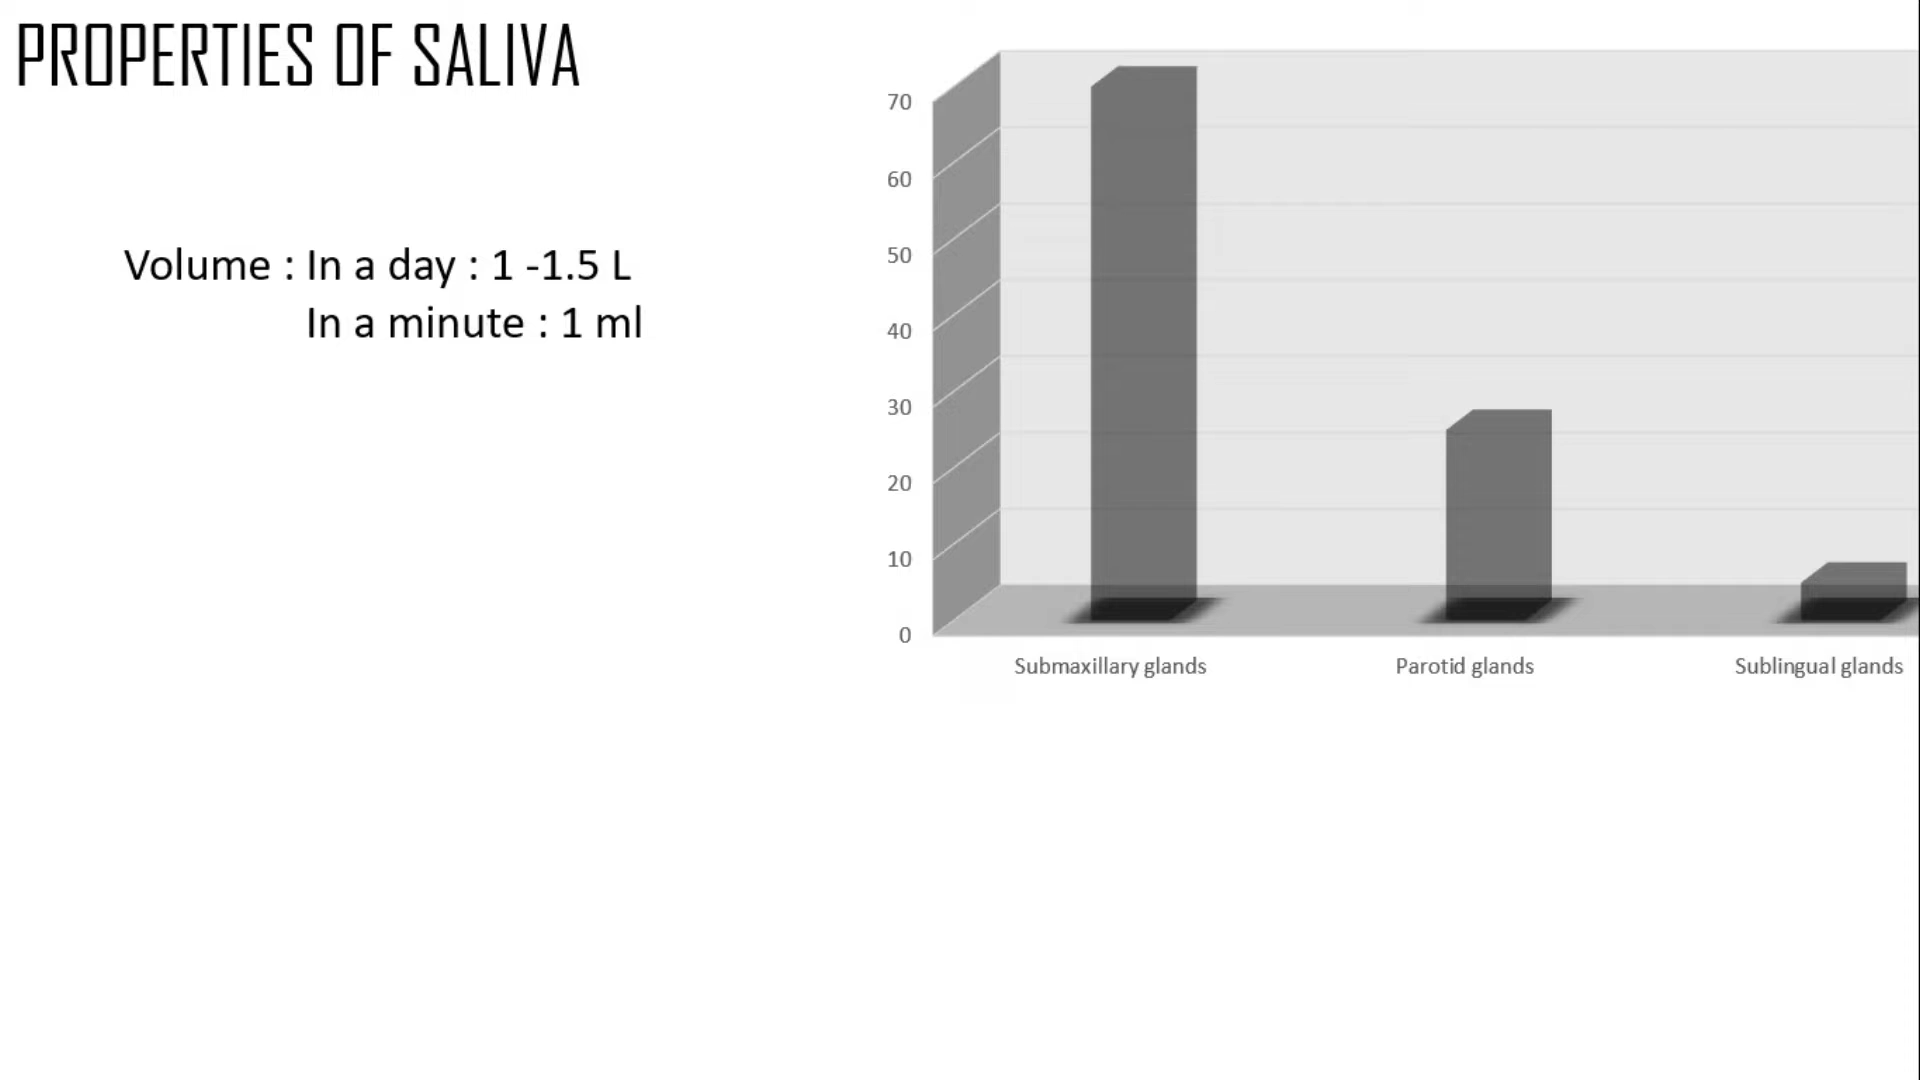 PROPERTIES OF SALIVA
Volume : In a day : 1 -1.5 L
In a minute : 1 ml
70
60
50
40
30
20
10
0
Submaxillary glands
Parotid glands
Sublingual glands